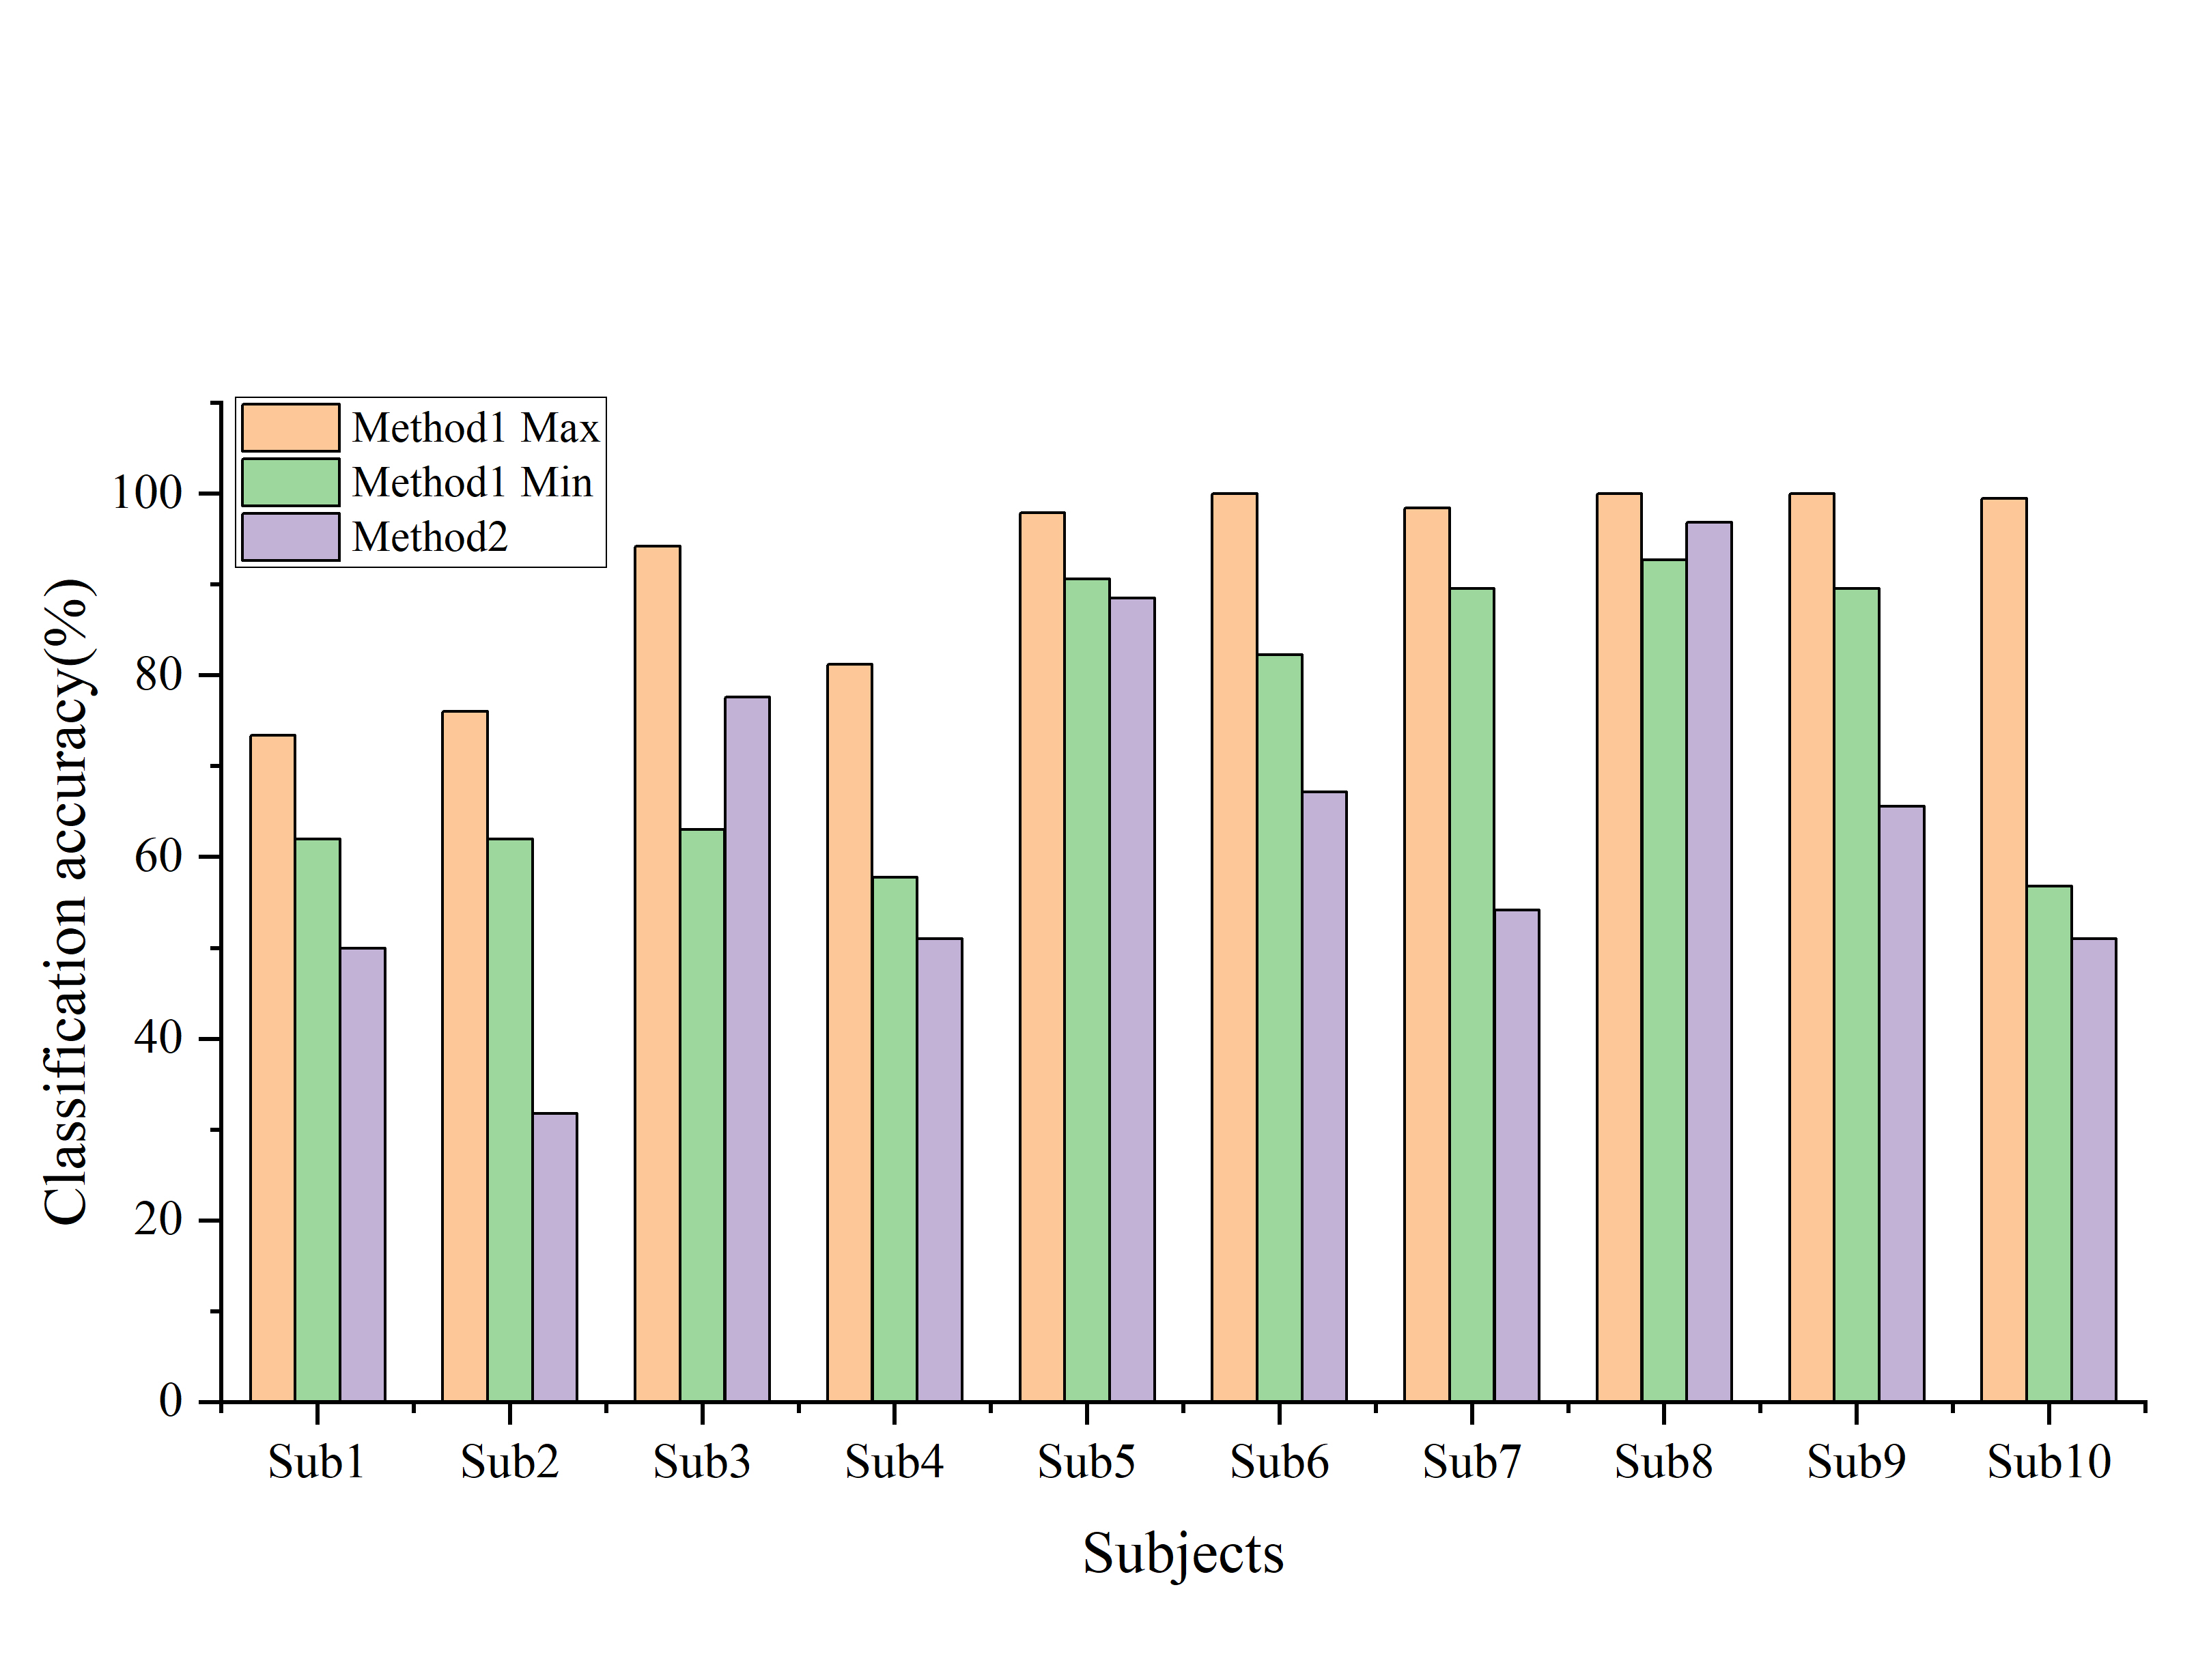 Method1 Max
Method1 Min
Method2
Classification accuracy(%)
100
80
60
40
20
0
Sub1 Sub2 Sub3 Sub4 Sub5 Sub6 Sub7 Sub8 Sub9 Sub10
Subjects